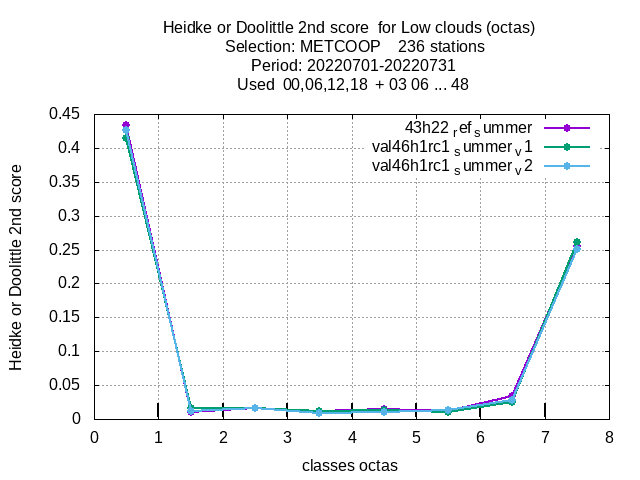 Heidke or Doolittle 2nd score for Low clouds (octas)
Selection: METCOOP 236 stations
Period: 20220701-20220731
Used 00,06,12,18 + 03 06 ... 48
43h22 ref summer
val46h1rc1 summer v1
val46h1rc1 summer v2
Heidke or Doolittle 2nd score
0.45
0.4
0.35
0.3
0.25
0.2
0.15
0.1
0.05
0
0 1 2 3 4 5 6 7 8
classes octas